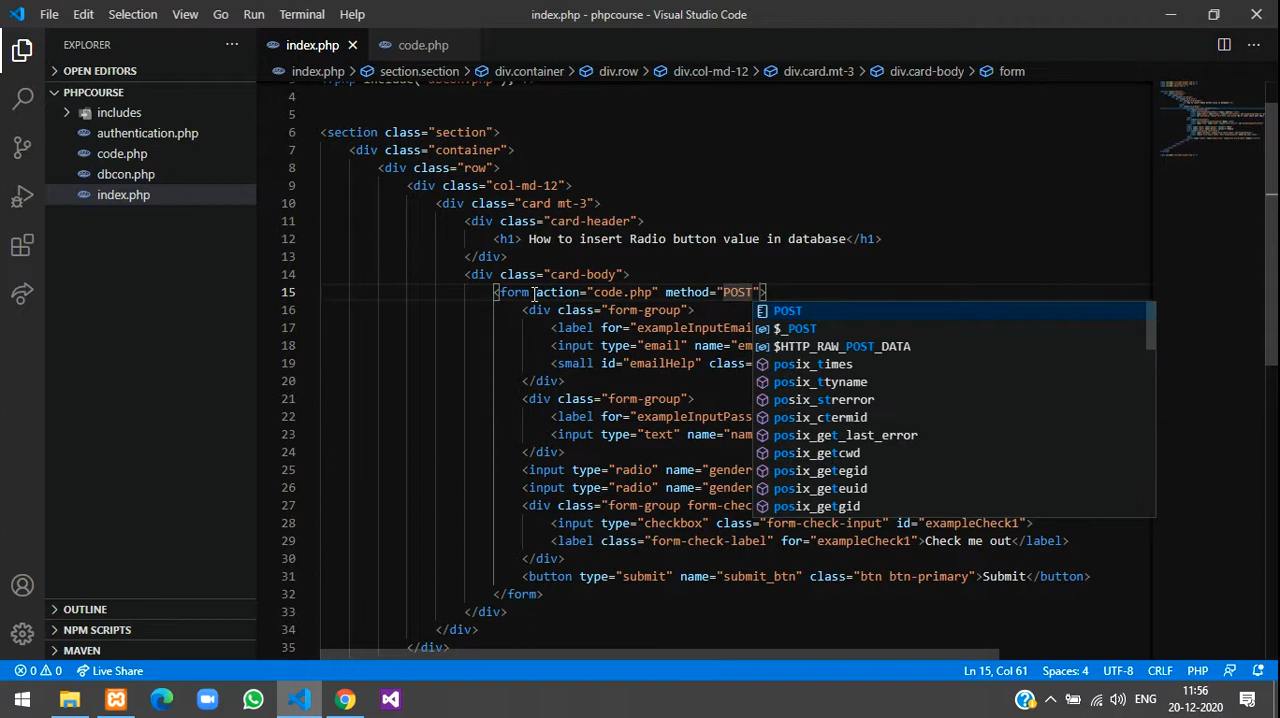 File Edit Selection View Go Run Terminal Help index.php - phpcourse - Visual Studio Code
EXPLORER
index.php
code.php
OPEN EDITORS
PHPCOURSE
includes
authentication.php
code.php
dbcon.php
index.php
index.php > section.section > div.container > div.row > div.col-md-12 > div.card.mt-3 > div.card-body > form
4
5
6 <section class="section">
7 <div class="container">
8 <div class="row">
9 <div class="col-md-12">
10 <div class="card mt-3">
11 <div class="card-header">
12 <h1> How to insert Radio button value in database</h1>
13 </div>
14 <div class="card-body">
15 <form action="code.php" method="POST">
16 <div class="form-group">
17 <label for="exampleInputEmai
18 <input type="email" name="em
19 <small id="emailHelp" class=
20 </div>
21 <div class="form-group">
22 <label for="exampleInputPass
23 <input type="text" name="nam
24 </div>
25 <input type="radio" name="gender
26 <input type="radio" name="gender
27 <div class="form-group form-chec
28 <input type="checkbox" class="form-check-input" id="exampleCheck1">
29 <label class="form-check-label" for="exampleCheck1">Check me out</label>
30 </div>
31 <button type="submit" name="submit_btn" class="btn btn-primary">Submit</button>
32 </form>
33 </div>
34 </div>
35 </div>
POST
$_POST
$HTTP_RAW_POST_DATA
posix_times
posix_ttyname
posix_strerror
posix_ctermid
posix_get_last_error
posix_getcwd
posix_getegid
posix_geteuid
posix_getgid
OUTLINE
NPM SCRIPTS
MAVEN
0 0 Live Share
Ln 15, Col 61 Spaces: 4 UTF-8 CRLF PHP
ENG
11:56
20-12-2020